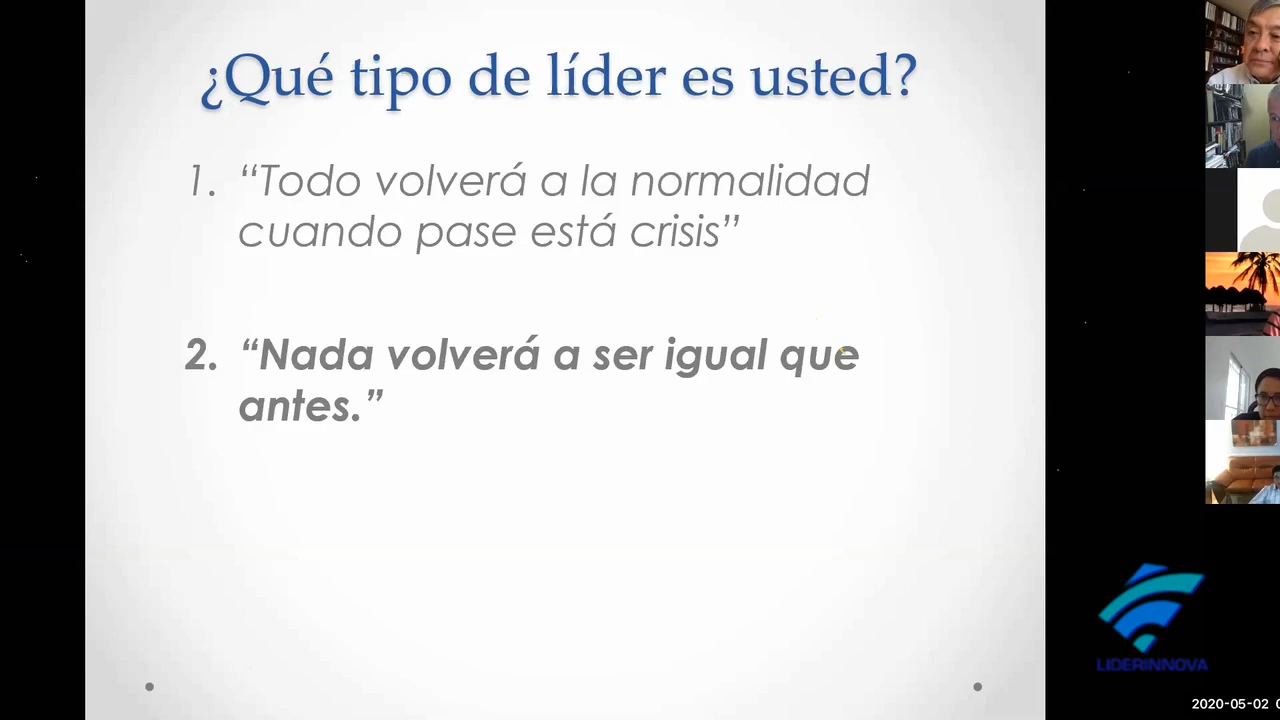 ¿Qué tipo de líder es usted?
1. “Todo volverá a la normalidad
cuando pase está crisis”
2. “Nada volverá a ser igual que
antes.”
LIDERINNOVA
2020-05-02